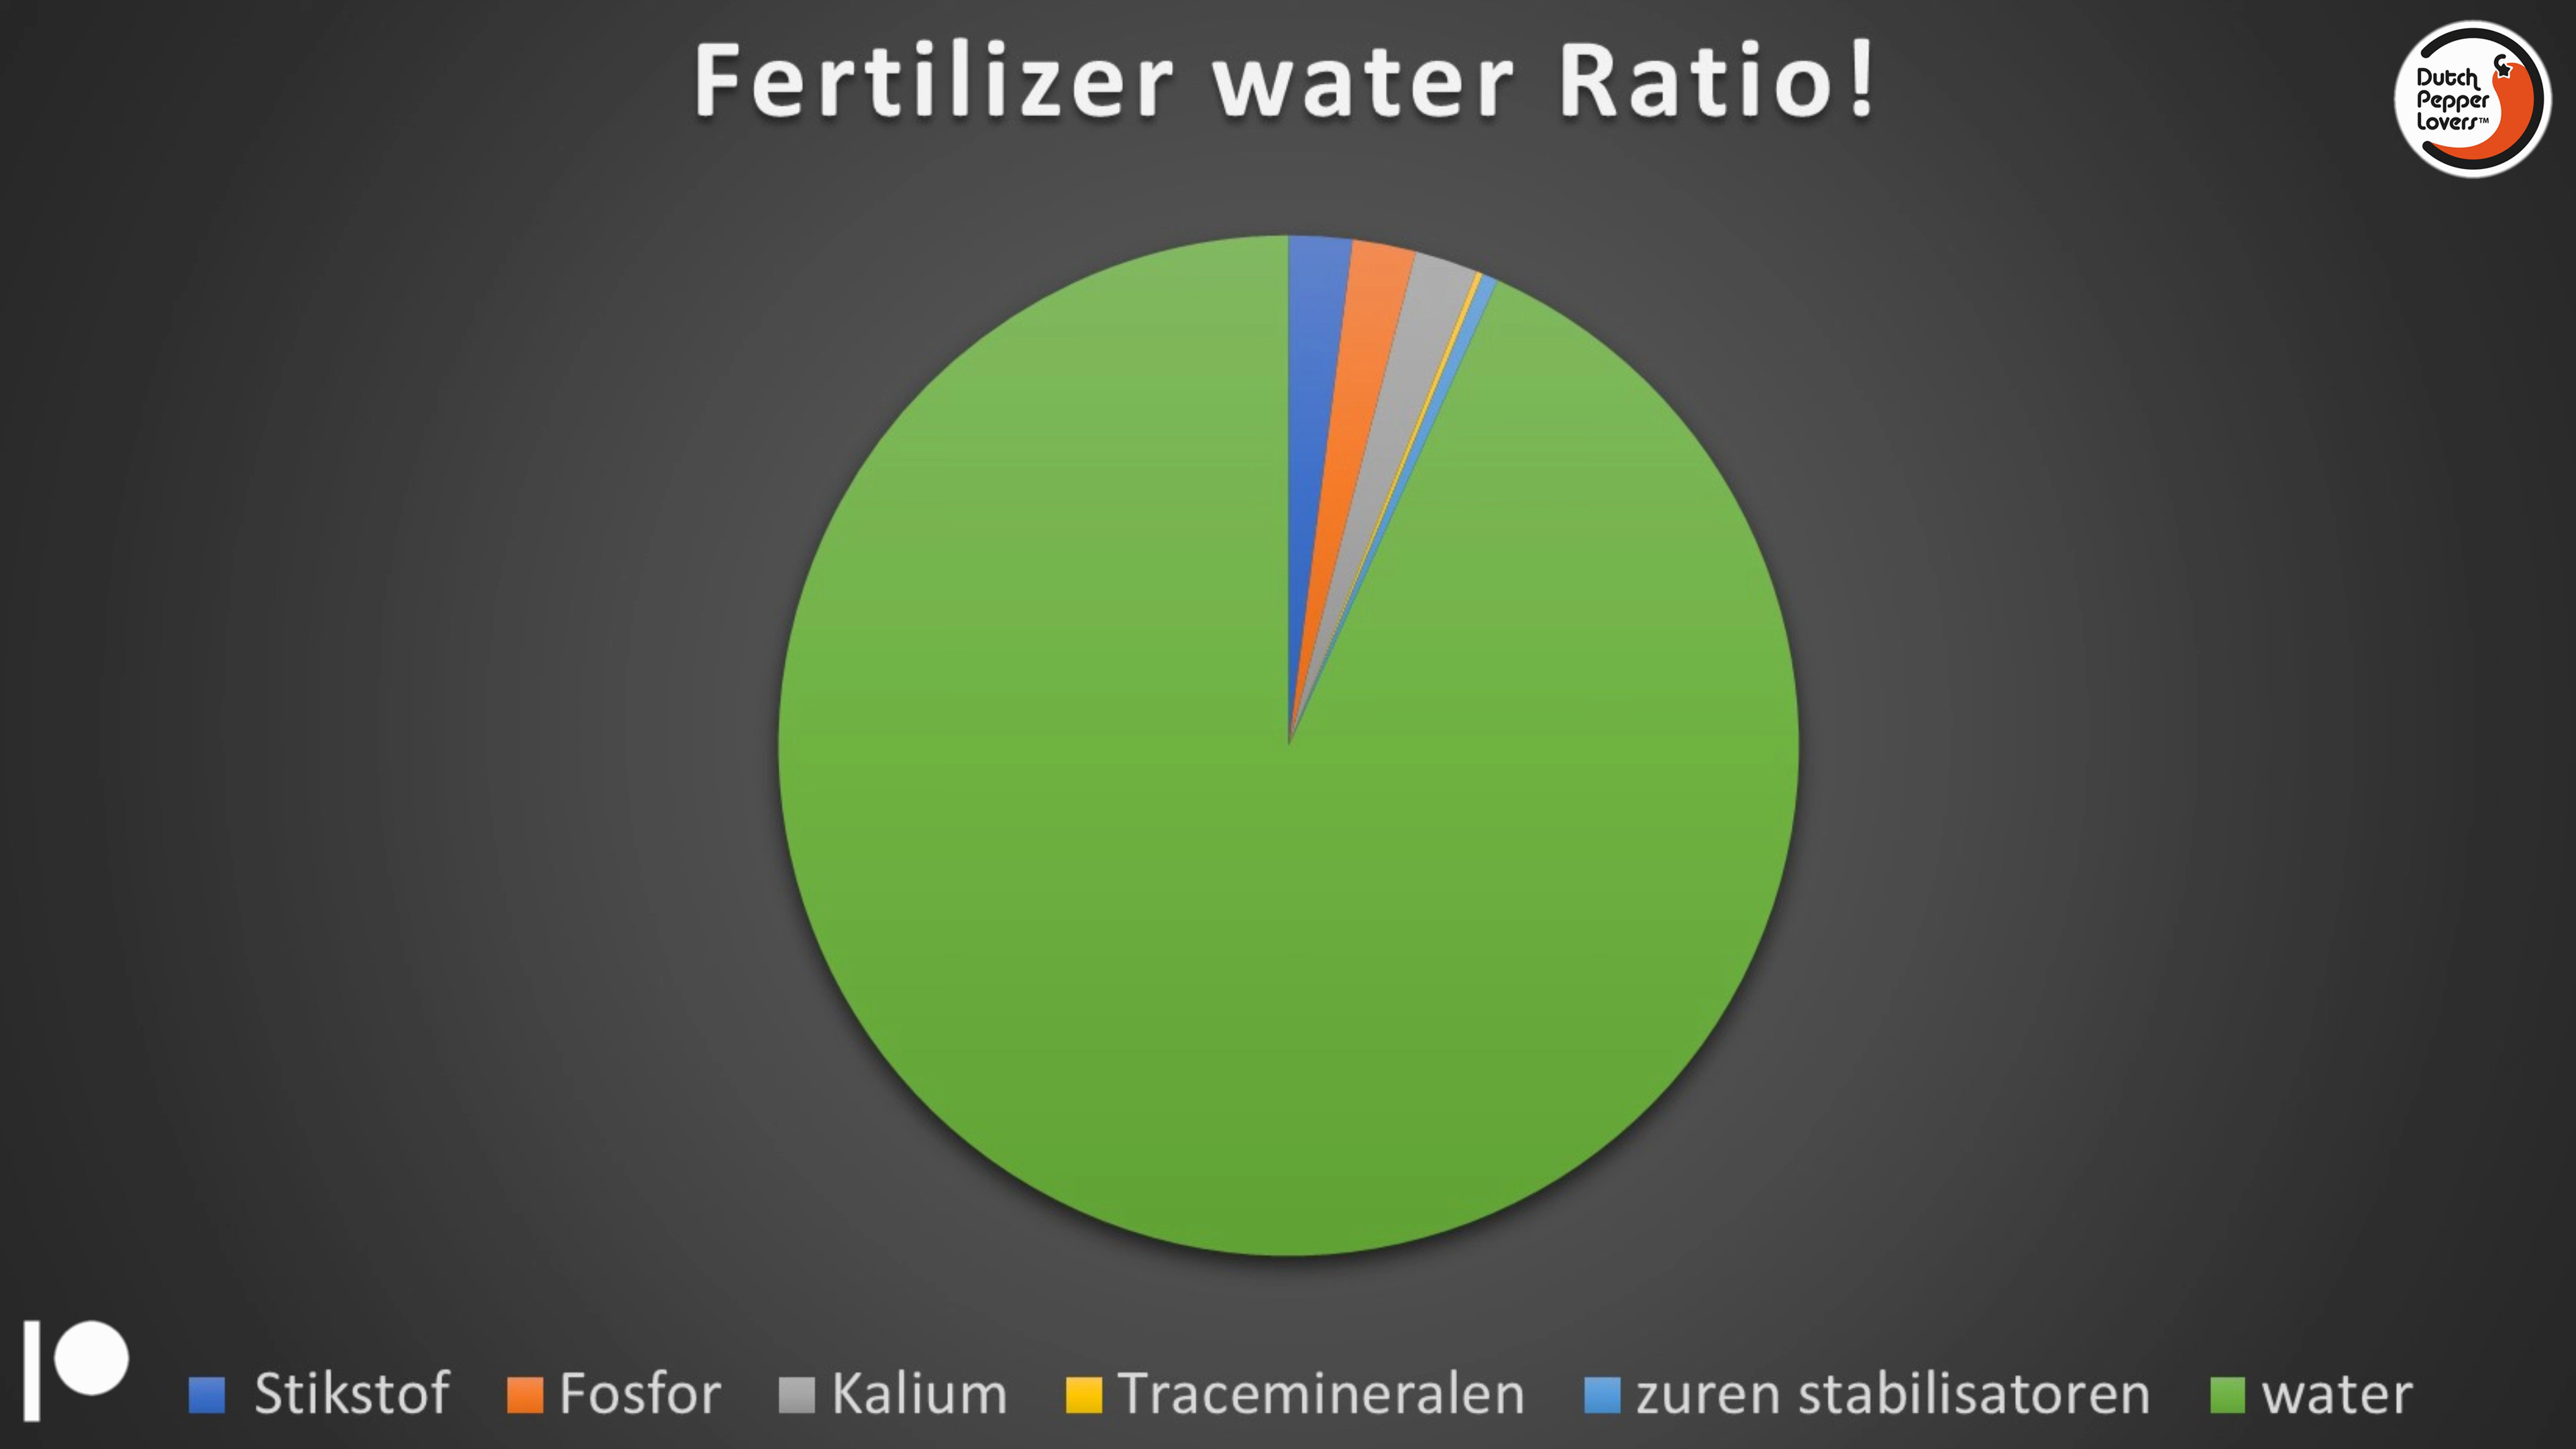 Fertilizer water Ratio!
Dutch
Pepper
Lovers™
Stikstof Fosfor Kalium Tracemineralen zuren stabilisatoren water